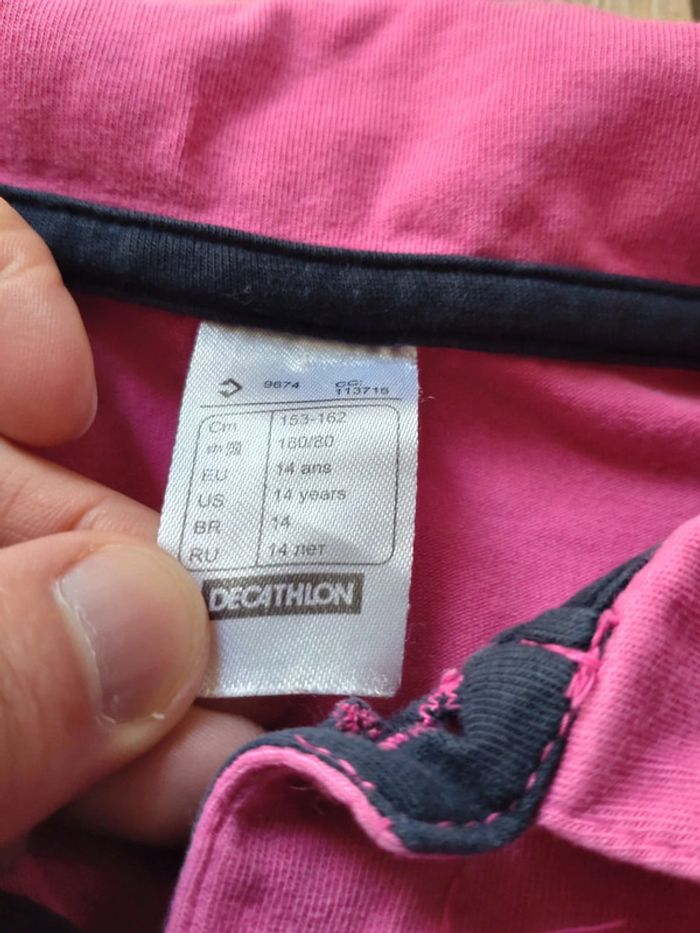 9674 CC:
113715
Cm 153-162
中国 160/80
EU 14 ans
US 14 years
BR 14
RU 14 лет
DECATHLON